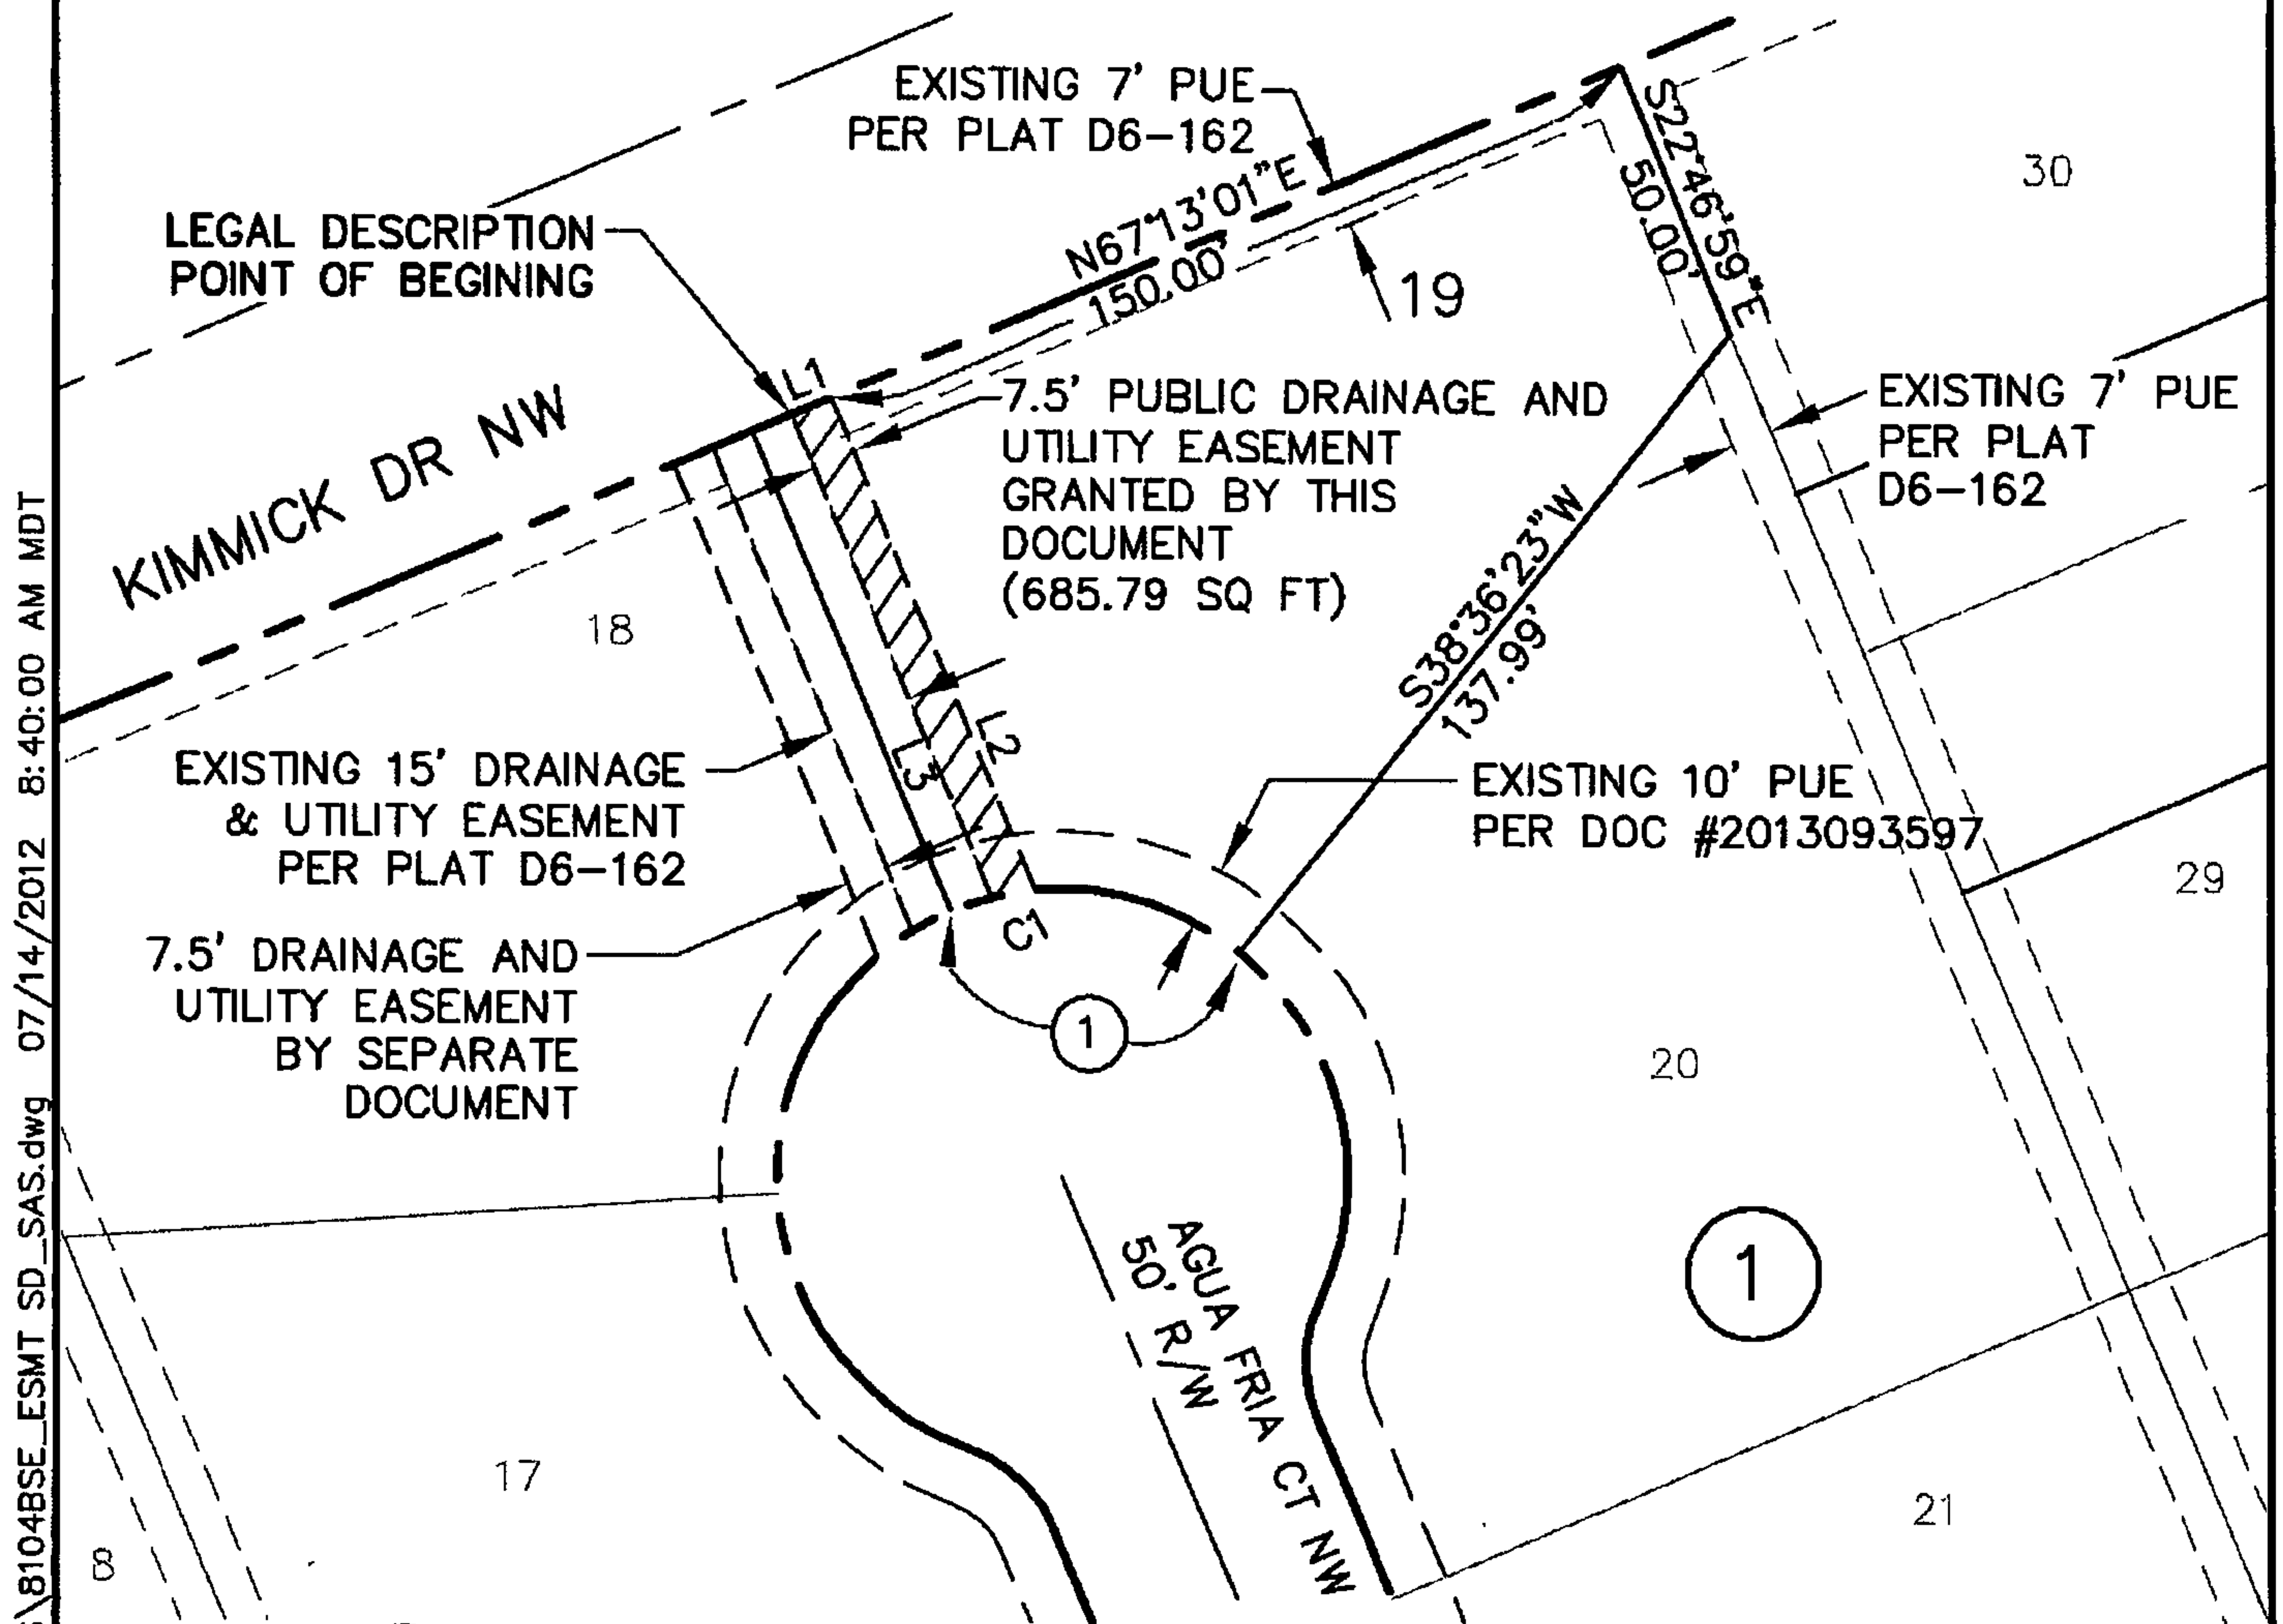 EXISTING 7' PUE
PER PLAT D6-162
S22°46'59"E
50.00'
30
LEGAL DESCRIPTION
POINT OF BEGINING
N67°13'01"E
150.00'
19
L1
KIMMICK DR NW
7.5' PUBLIC DRAINAGE AND
UTILITY EASEMENT
GRANTED BY THIS
DOCUMENT
(685.79 SQ FT)
EXISTING 7' PUE
PER PLAT
D6-162
18
S38°36'23"W
137.99'
L2
L3
EXISTING 15' DRAINAGE
& UTILITY EASEMENT
PER PLAT D6-162
EXISTING 10' PUE
PER DOC #2013093597
29
C1
7.5' DRAINAGE AND
UTILITY EASEMENT
BY SEPARATE
DOCUMENT
1
20
AGUA FRIA CT NW
50' R/W
1
17
21
8
\8104BSE_ESMT SD_SAS.dwg 07/14/2012 8:40:00 AM MDT